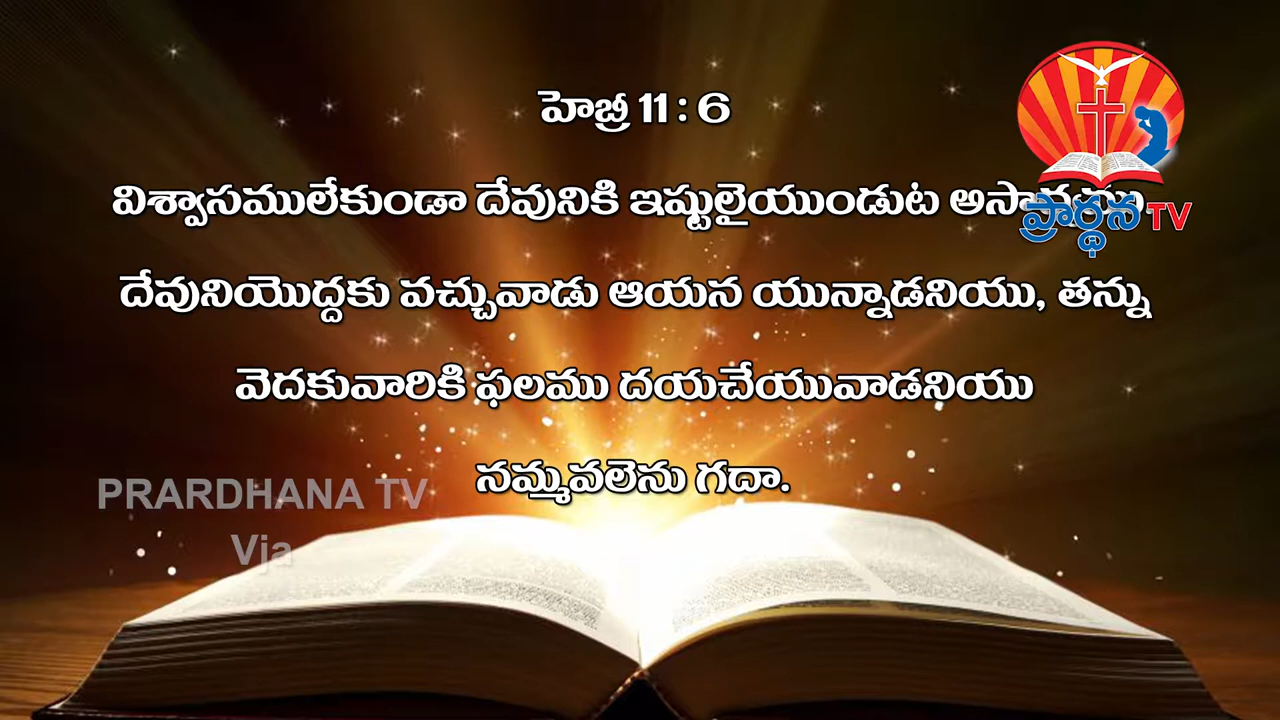 హెబ్రీ 11 : 6
విశ్వాసములేకుండా దేవునికి ఇష్టులైయుండుట
ప్రార్థన TV
దేవునియొద్దకు వచ్చువాడు ఆయన యున్నాడనియు, తన్ను
వెదకువారికి ఫలము దయచేయువాడనియు
నమ్మవలెను గదా.
PRARDHANA TV
Vja